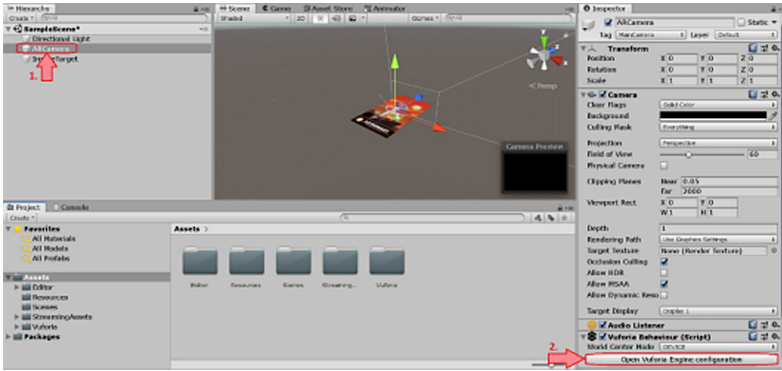 Hierarchy
Create
All
SampleScene*
Directional Light
ARCamera
ImageTarget
1.
Scene
Game
Asset Store
Animator
Shaded
2D
Gizmos
All
y
x
z
Persp
Camera Preview
Project
Console
Create
Favorites
All Materials
All Models
All Prefabs
Assets
Editor
Resources
Scenes
StreamingAssets
Vuforia
Packages
Assets >
Editor
Resources
Scenes
Streaming...
Vuforia
Inspector
ARCamera
Static
Tag MainCamera Layer Default
Transform
Position X 0 Y 0 Z 0
Rotation X 0 Y 0 Z 0
Scale X 1 Y 1 Z 1
Camera
Clear Flags Solid Color
Background
Culling Mask Everything
Projection Perspective
Field of View 60
Physical Camera
Clipping Planes Near 0.05
Far 2000
Viewport Rect X 0 Y 0
W 1 H 1
Depth 1
Rendering Path Use Graphics Settings
Target Texture None (Render Texture)
Occlusion Culling
Allow HDR
Allow MSAA
Allow Dynamic Reso
Target Display Display 1
Audio Listener
Vuforia Behaviour (Script)
World Center Mode DEVICE
2.
Open Vuforia Engine configuration